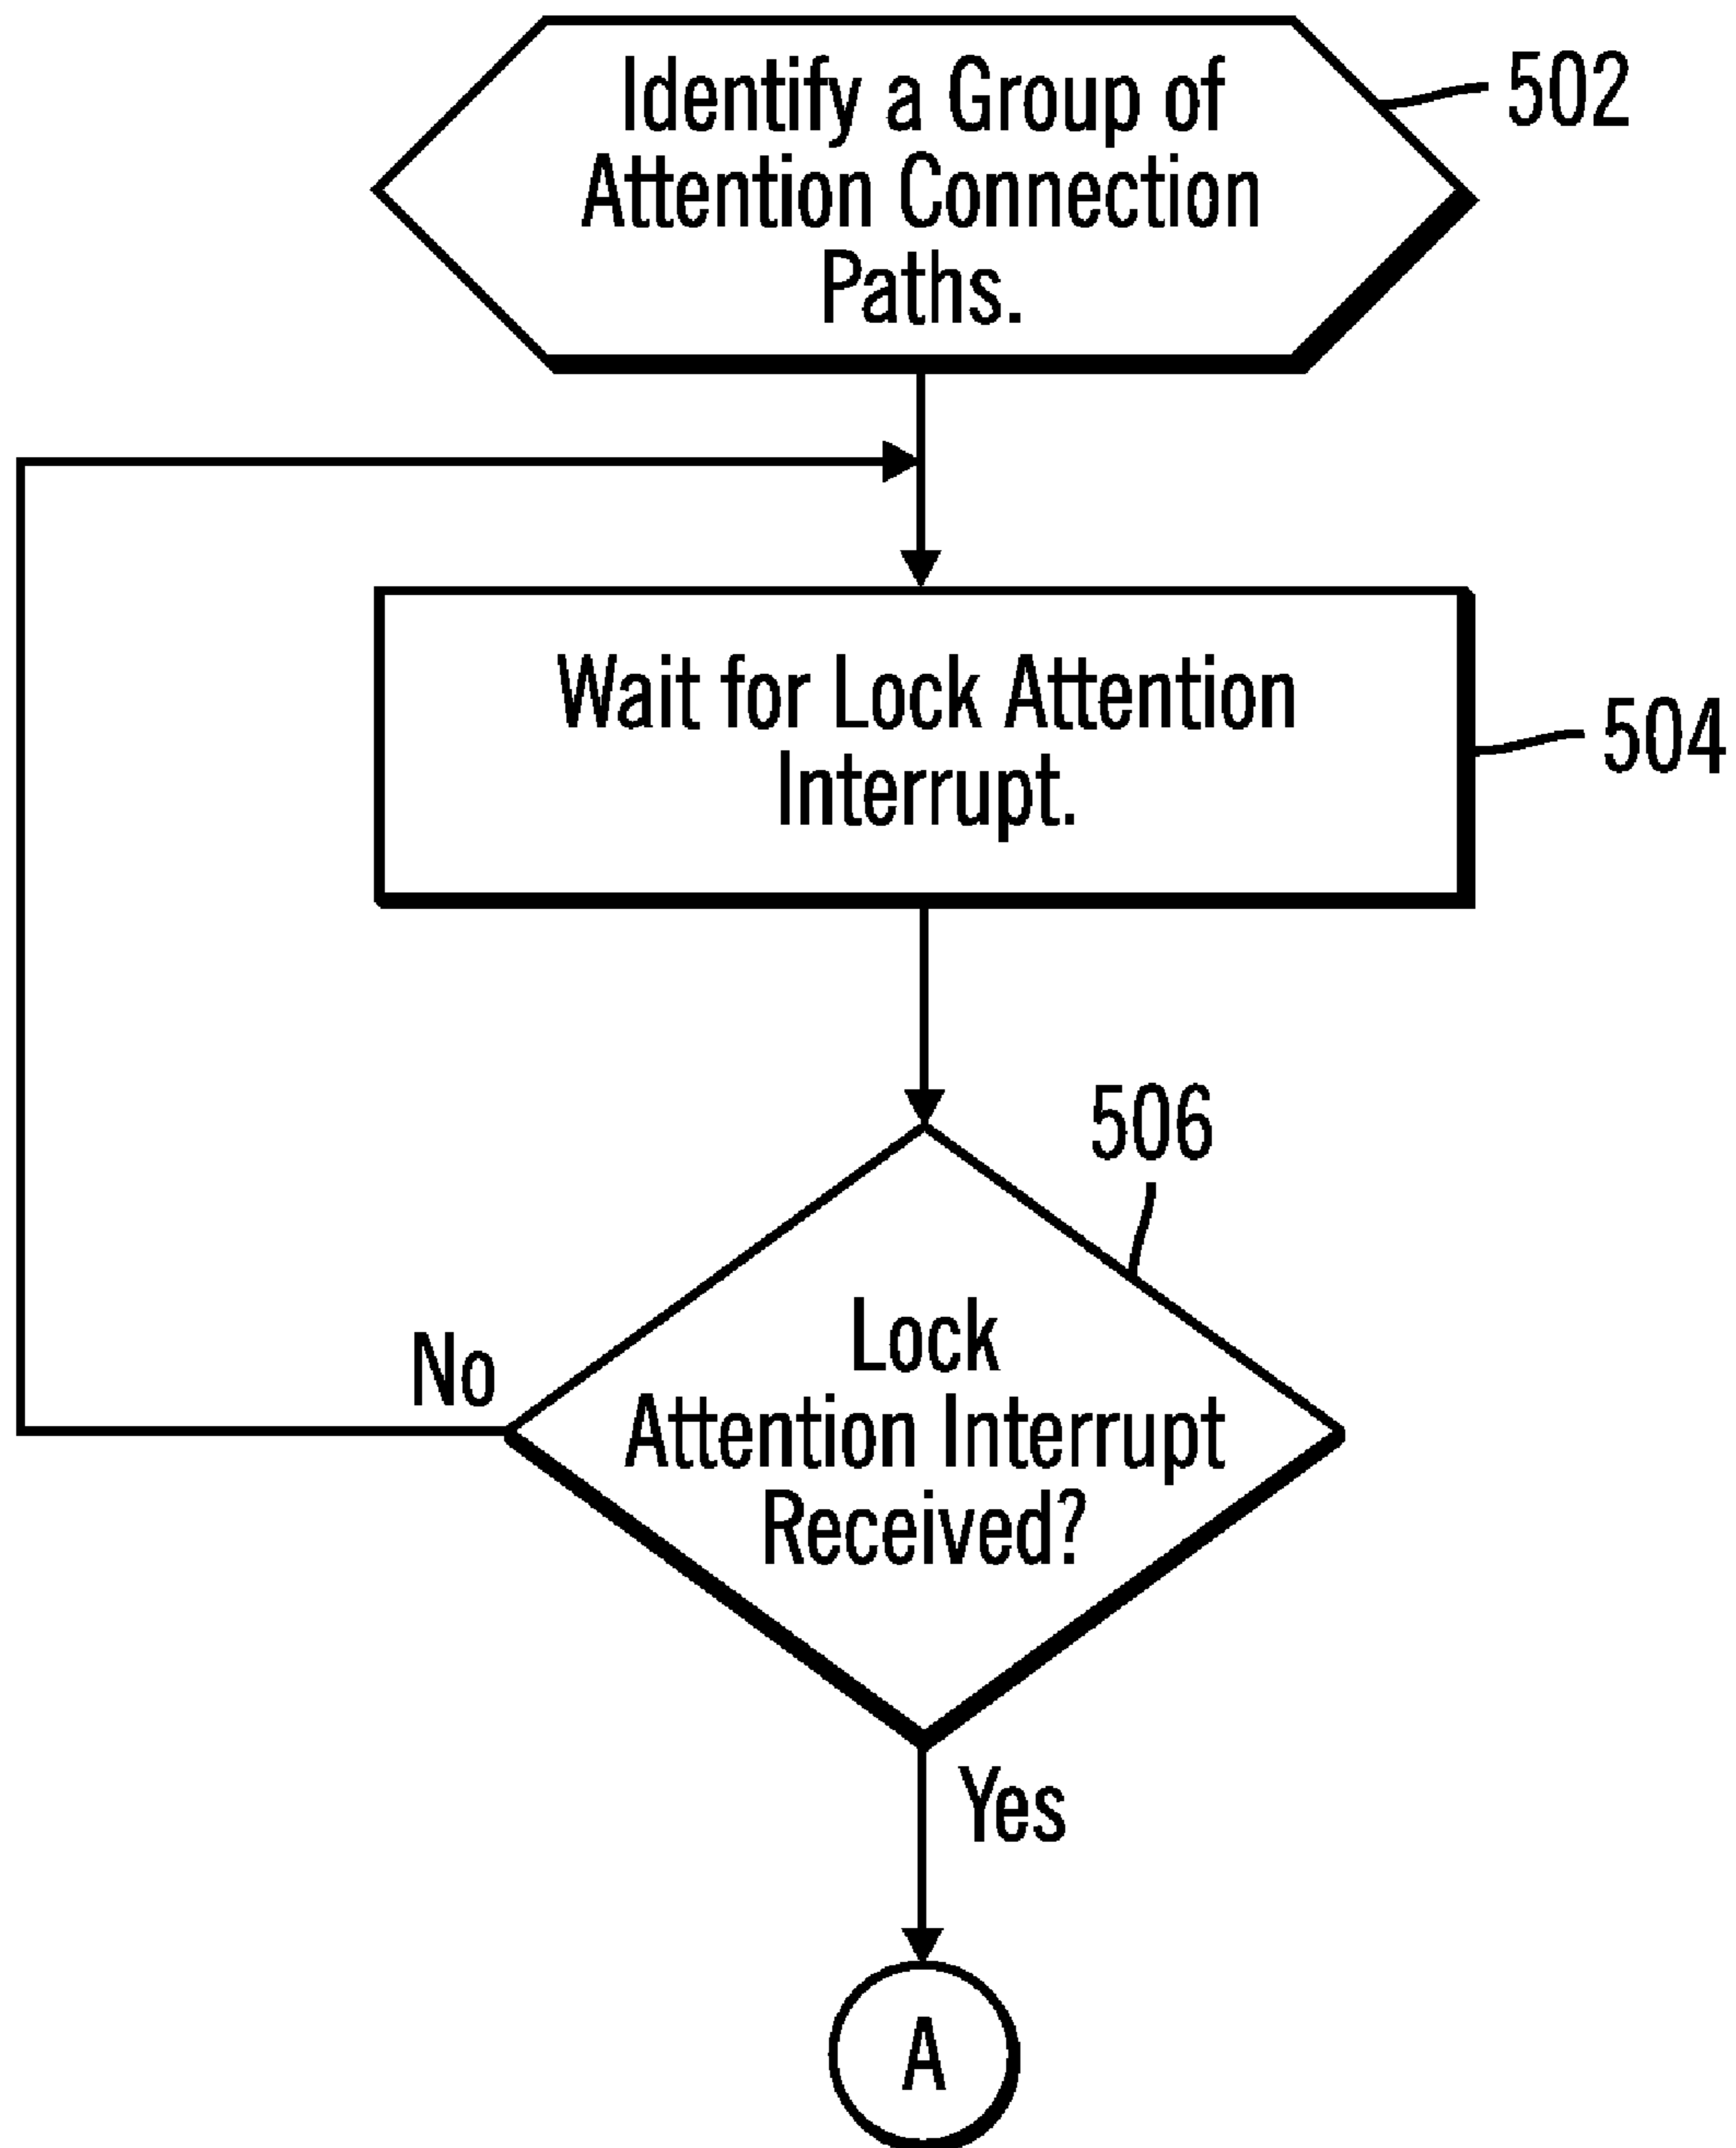 Identify a Group of
Attention Connection
Paths.
502
Wait for Lock Attention
Interrupt.
504
506
Lock
Attention Interrupt
Received?
No
Yes
A